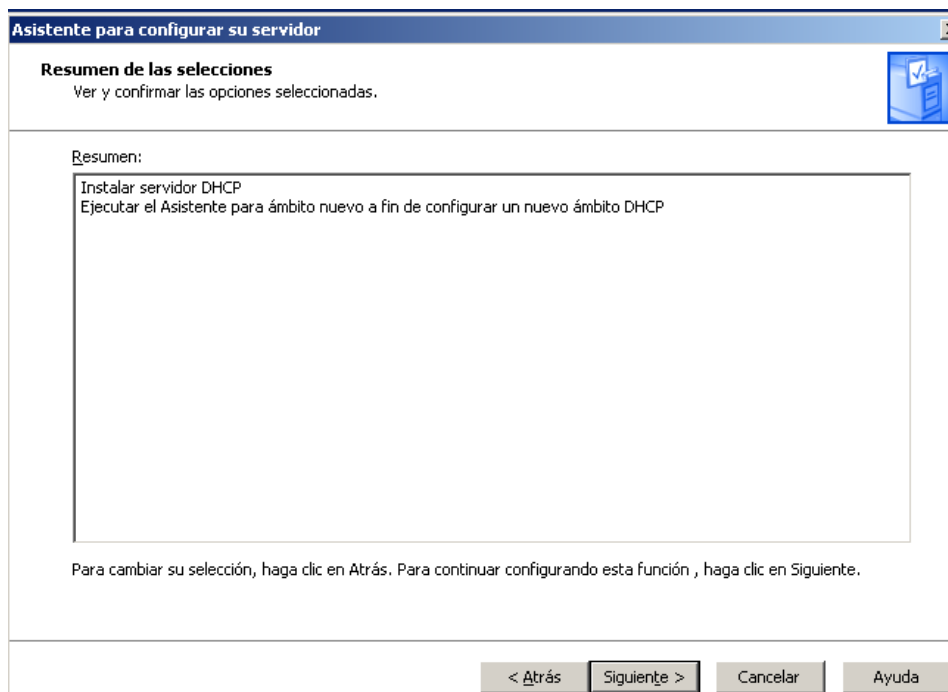 Asistente para configurar su servidor
Resumen de las selecciones
Ver y confirmar las opciones seleccionadas.
Resumen:
Instalar servidor DHCP
Ejecutar el Asistente para ámbito nuevo a fin de configurar un nuevo ámbito DHCP
Para cambiar su selección, haga clic en Atrás. Para continuar configurando esta función , haga clic en Siguiente.
< Atrás Siguiente > Cancelar Ayuda